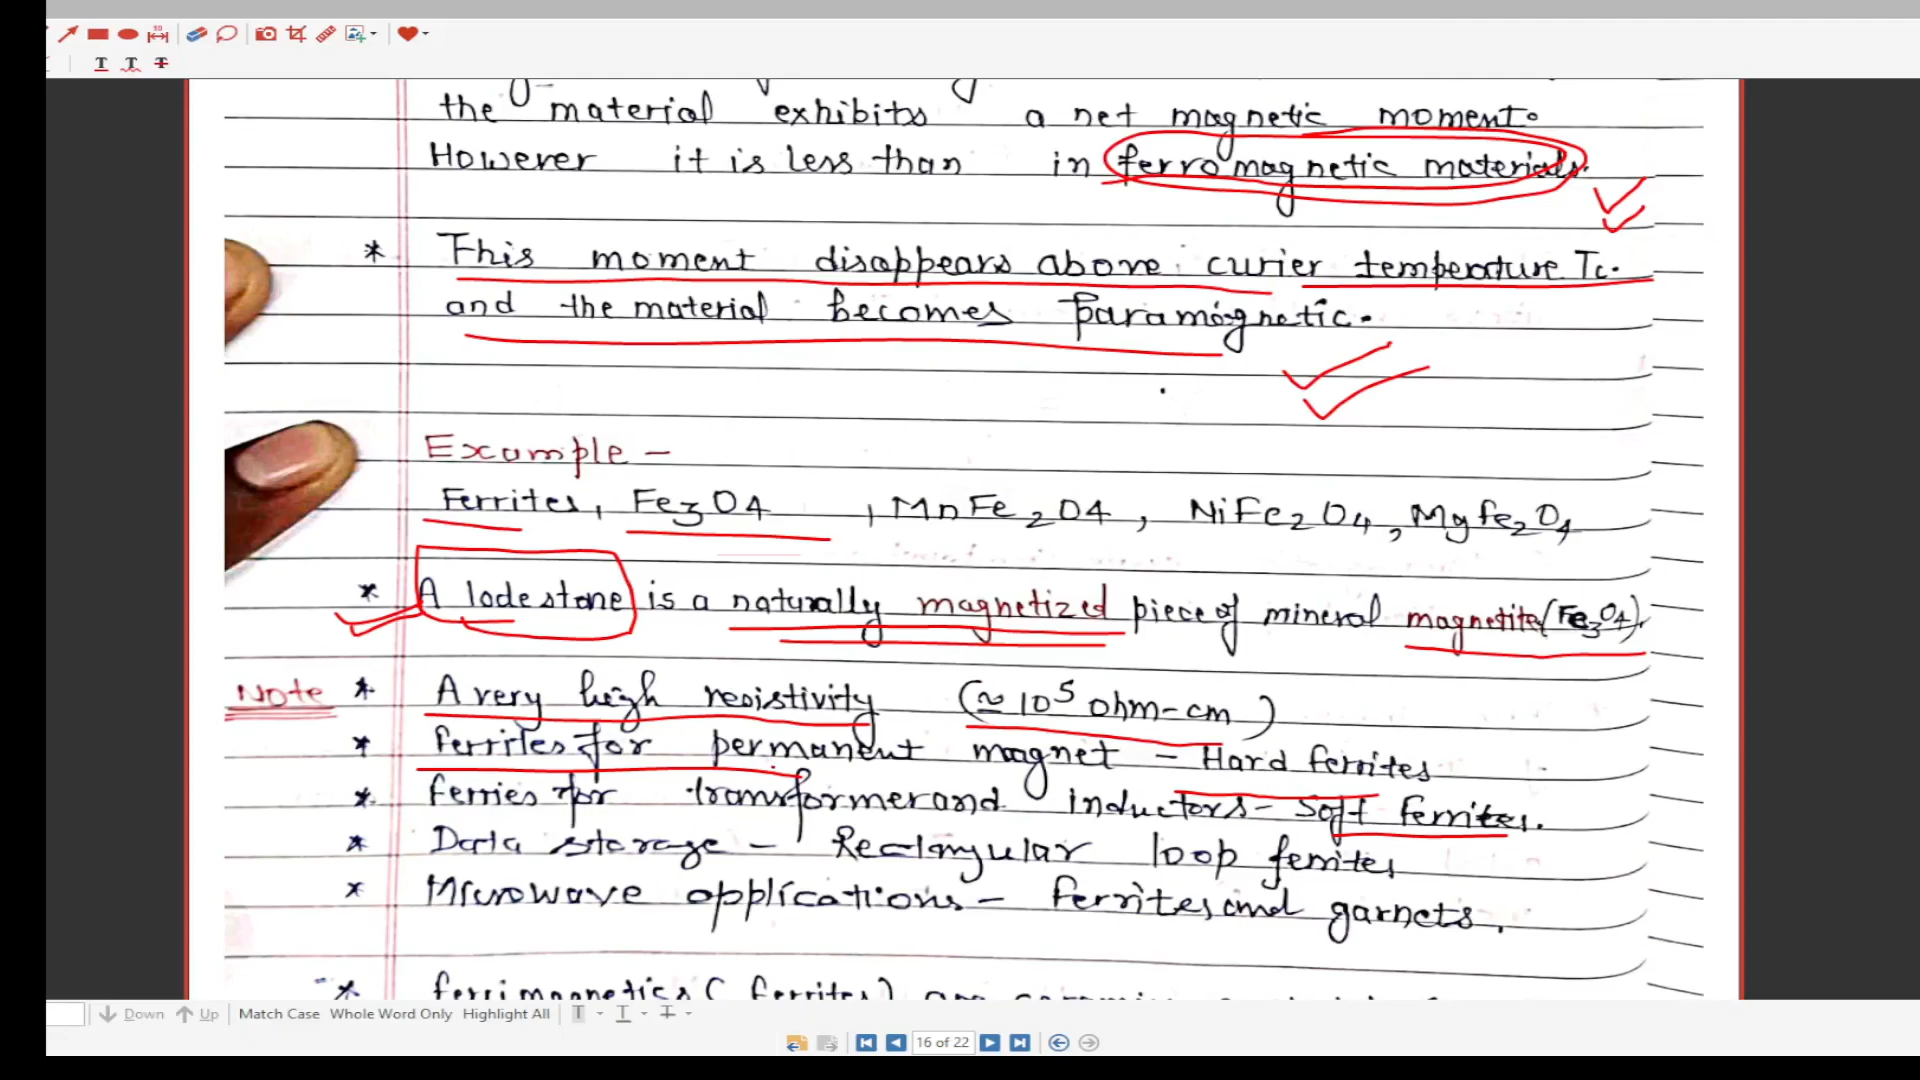 the material exhibits a net magnetic moment.
However it is less than in ferromagnetic materials.
* This moment disappears above curier temperature Tc.
and the material becomes paramagnetic.
Example -
Ferrites, Fe3O4, MnFe2O4, NiFe2O4, Mgfe2O4
* A lodestone is a naturally magnetized piece of mineral magnetite (Fe3O4).
Note * A very high resistivity (≈ 10^5 ohm-cm)
* ferrites for permanent magnet - Hard ferrites
* ferries for transformer and inductors - Soft ferrites.
* Data storage - Rectangular loop ferrites
* Microwave applications - ferrites and garnets.
* ferrimagnetics (ferrites) are ceramic
Down Up Match Case Whole Word Only Highlight All T T T
16 of 22